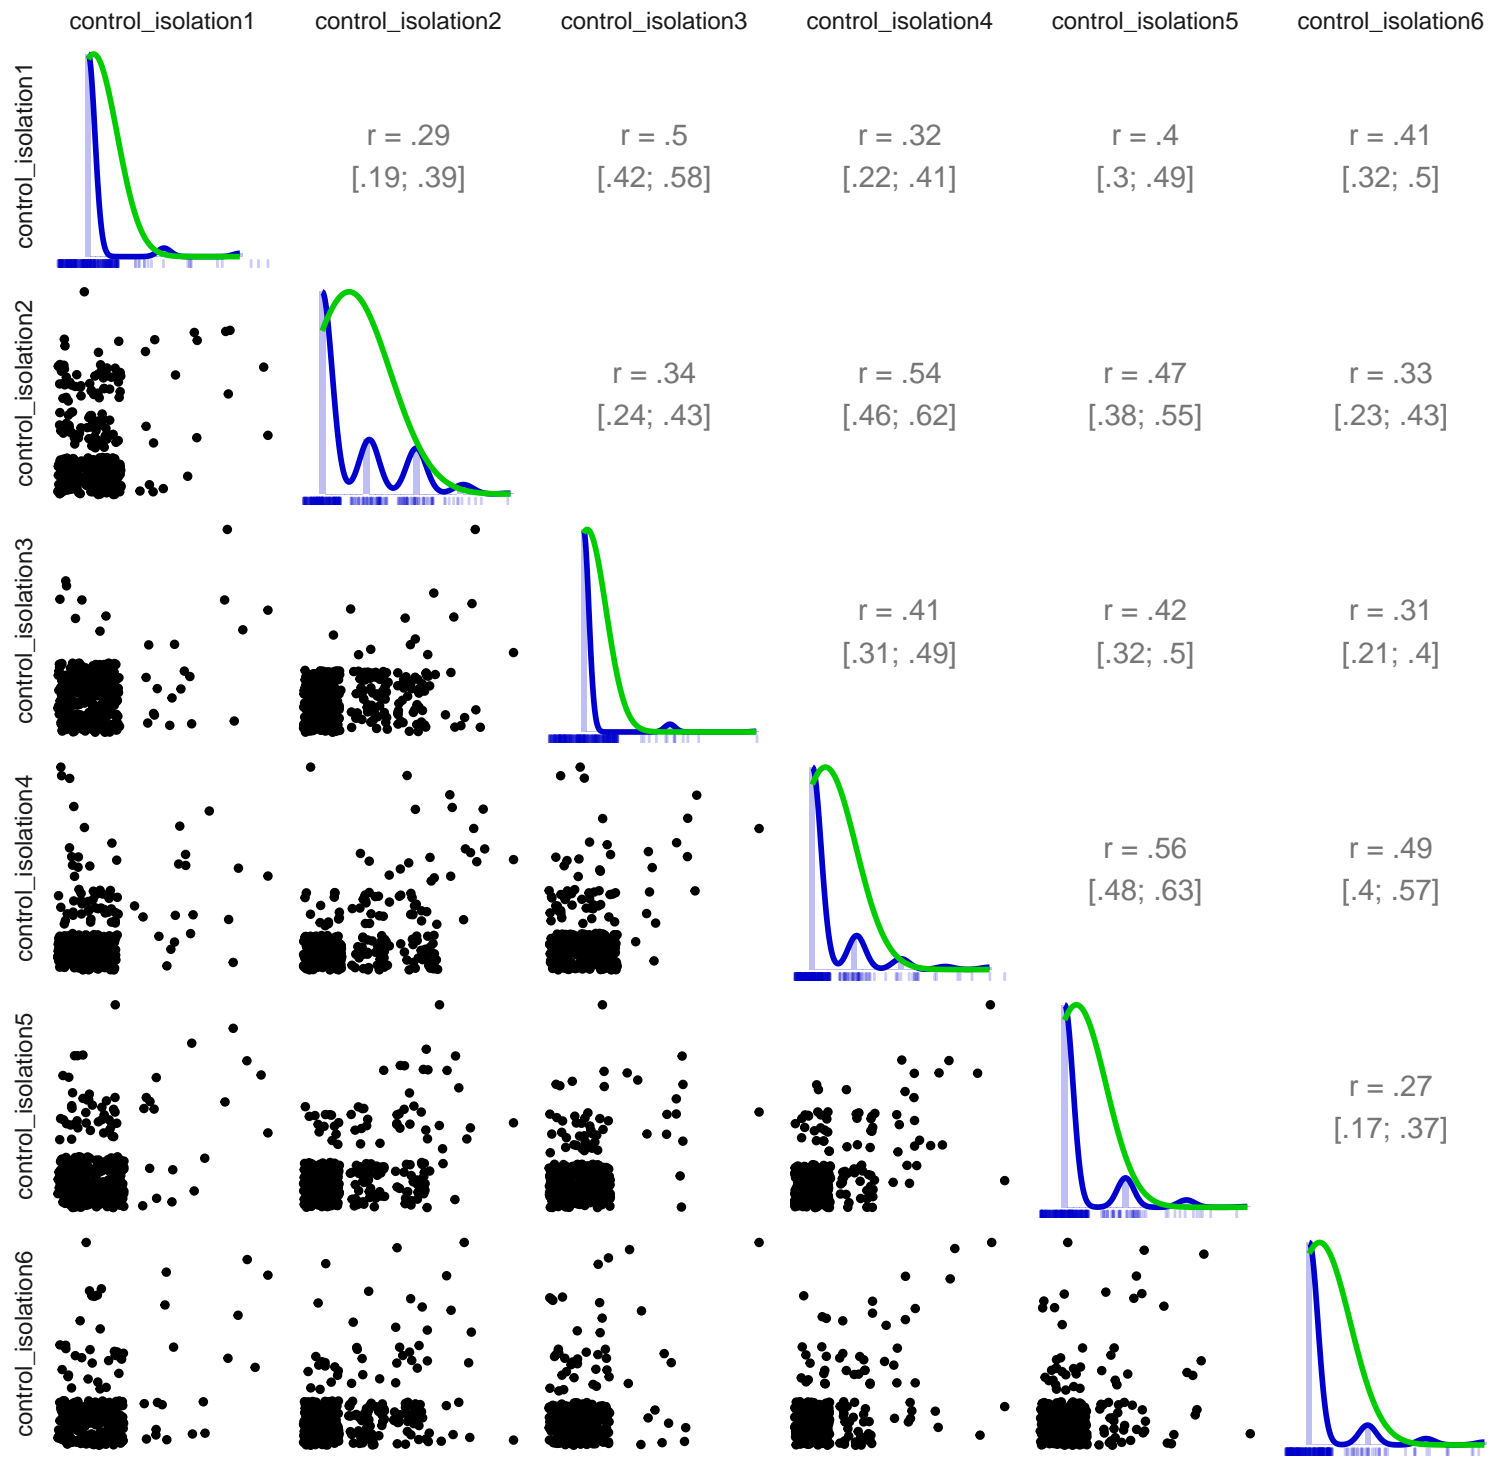 control_isolation1 control_isolation2 control_isolation3 control_isolation4 control_isolation5 control_isolation6
control_isolation1
r = .29 r = .5 r = .32 r = .4 r = .41
[.19; .39] [.42; .58] [.22; .41] [.3; .49] [.32; .5]
control_isolation2
r = .34 r = .54 r = .47 r = .33
[.24; .43] [.46; .62] [.38; .55] [.23; .43]
control_isolation3
r = .41 r = .42 r = .31
[.31; .49] [.32; .5] [.21; .4]
control_isolation4
r = .56 r = .49
[.48; .63] [.4; .57]
control_isolation5
r = .27
[.17; .37]
control_isolation6